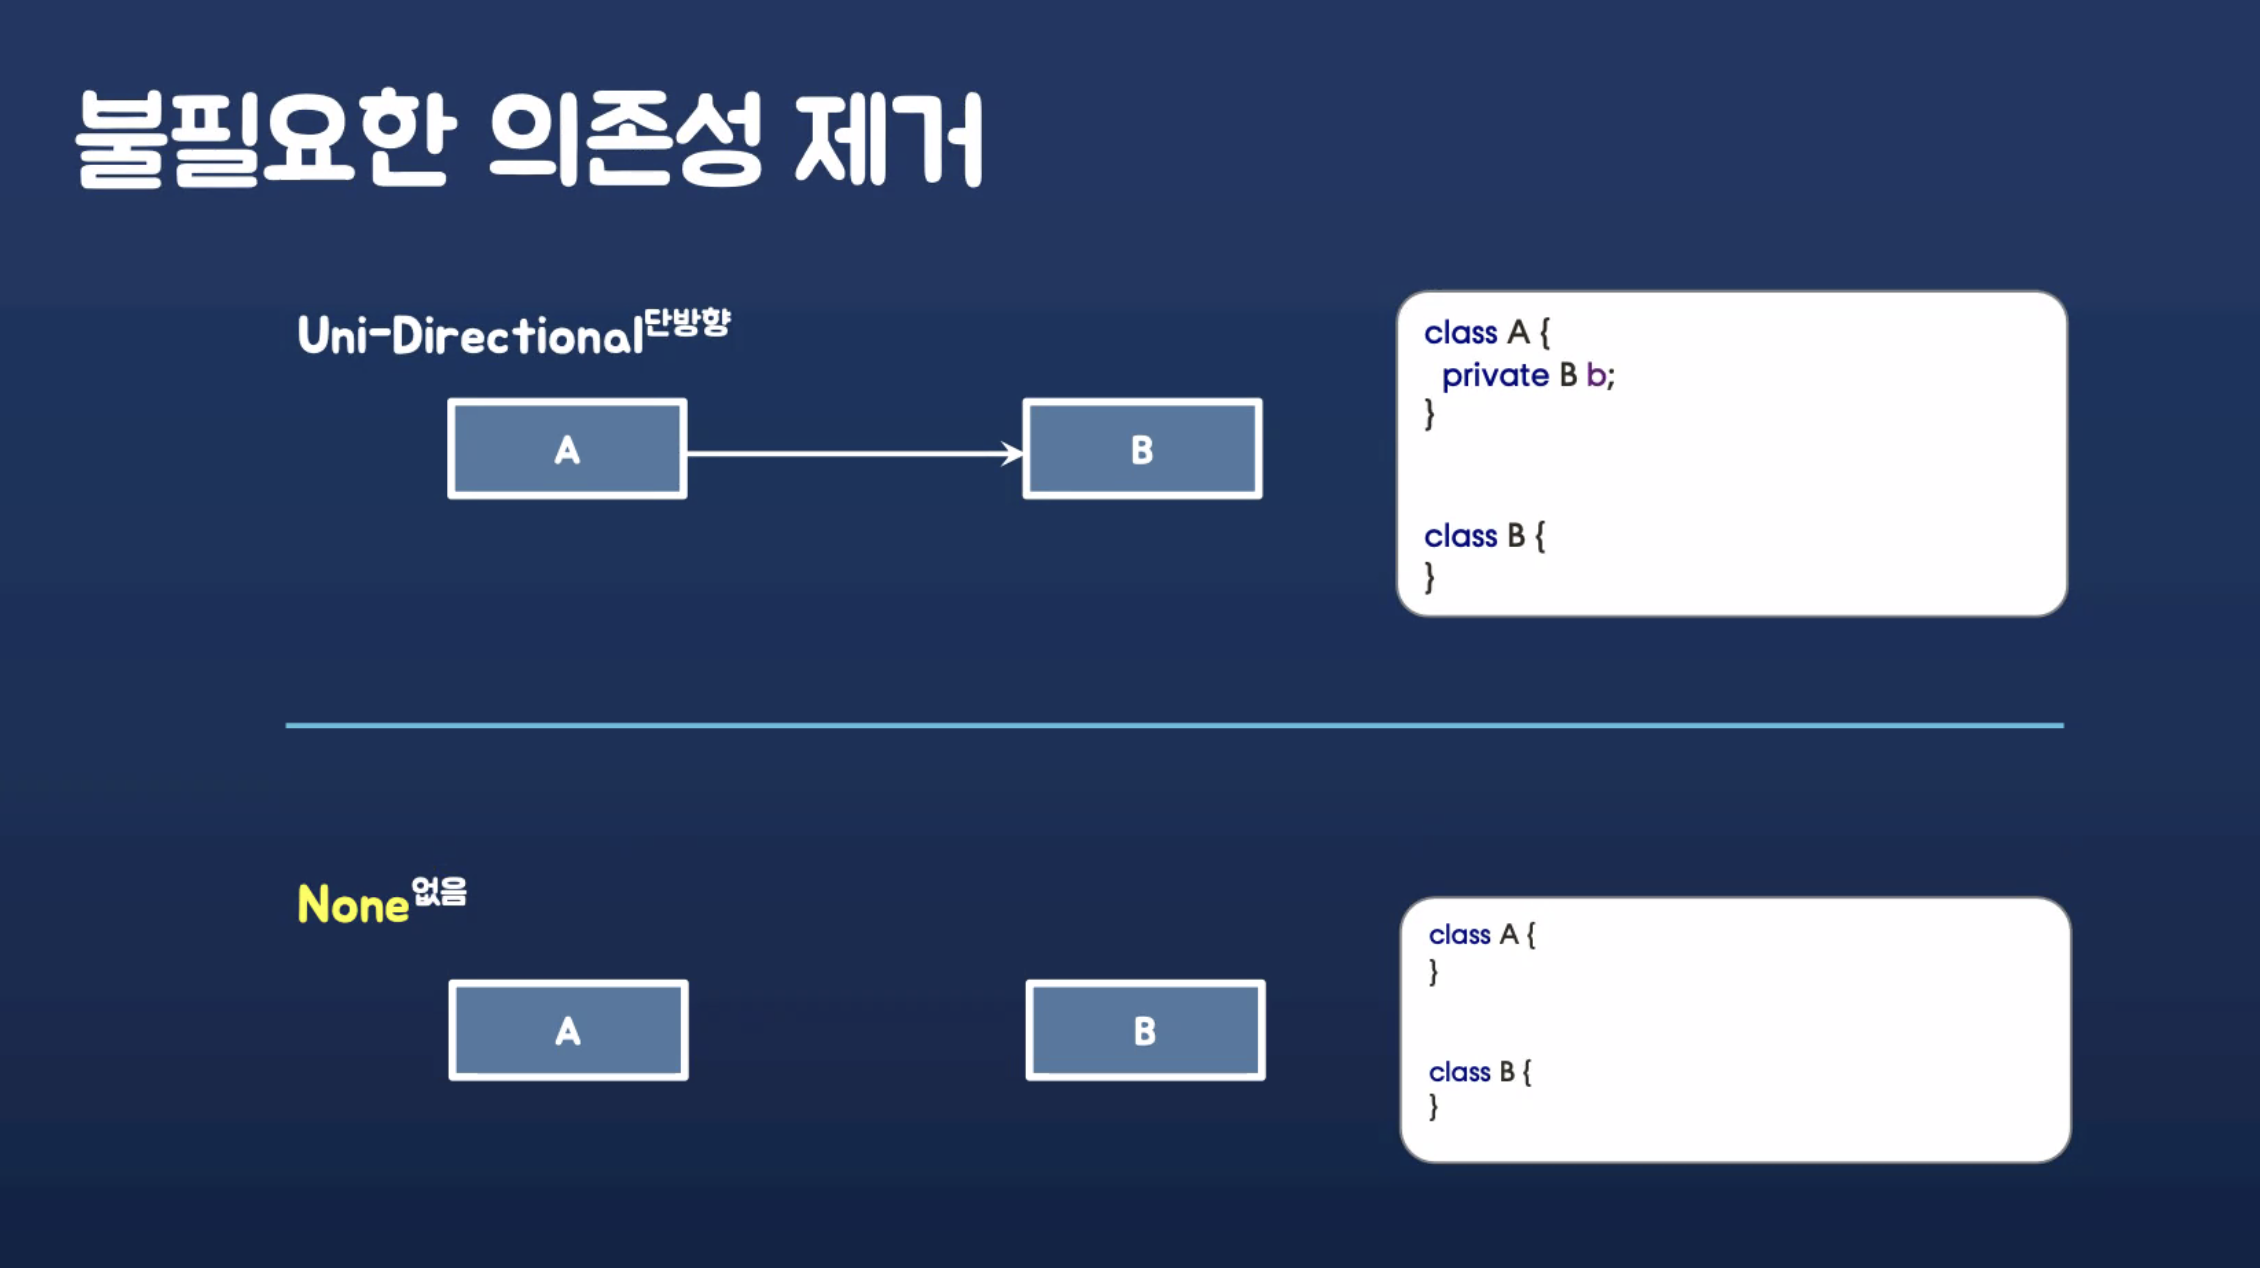 불필요한 의존성 제거
Uni-Directional단방향
A
B
class A {
private B b;
}
class B {
}
None없음
A
B
class A {
}
class B {
}